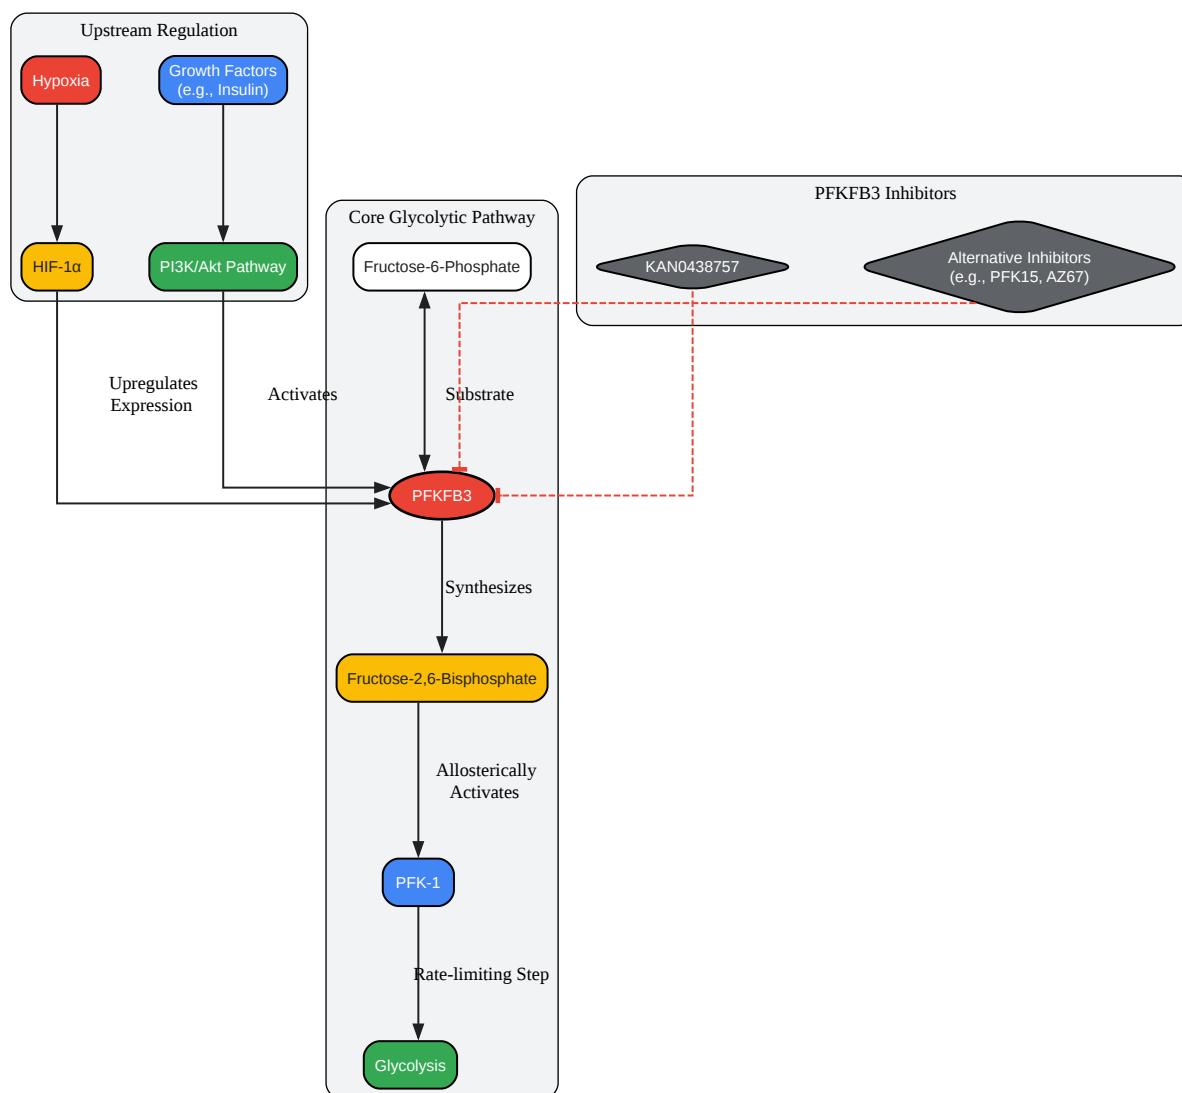 Upstream Regulation
Hypoxia
Growth Factors
(e.g., Insulin)
HIF-1α
PI3K/Akt Pathway
PFKFB3 Inhibitors
KAN0438757
Alternative Inhibitors
(e.g., PFK15, AZ67)
Core Glycolytic Pathway
Fructose-6-Phosphate
Upregulates
Expression
Activates
Substrate
PFKFB3
Synthesizes
Fructose-2,6-Bisphosphate
Allosterically
Activates
PFK-1
Rate-limiting Step
Glycolysis